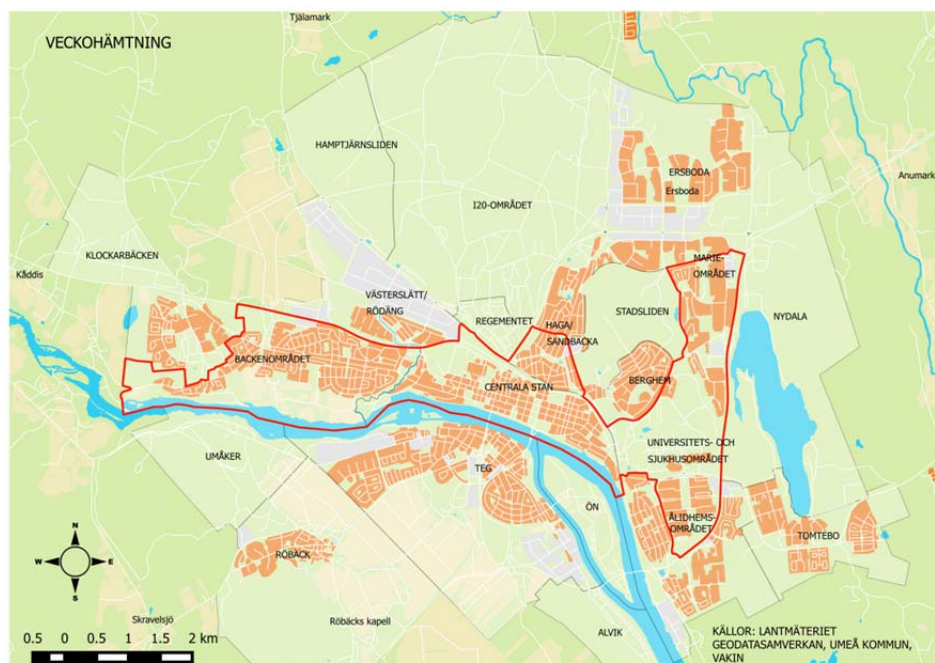 VECKOHÄMTNING
Tjälamark
HAMPTJÄRNSLIDEN
ERSBODA
Ersboda
Anumark
I20-OMRÅDET
KLOCKARBÄCKEN
MARIE-
OMRÅDET
Kåddis
VÄSTERSLÄTT/
RÖDÄNG
REGEMENTET
STADSLIDEN
NYDALA
HAGA/
SANDBACKA
BACKENOMRÅDET
CENTRALA STAN
BERGHEM
UNIVERSITETS- OCH
SJUKHUSOMRÅDET
UMÅKER
TEG
ÖN
ÅLIDHEMS-
OMRÅDET
TOMTEBO
RÖBÄCK
N
W
E
S
Skravelsjö
Röbäcks kapell
ALVIK
0.5 0 0.5 1 1.5 2 km
KÄLLOR: LANTMÄTERIET
GEODATASAMVERKAN, UMEÅ KOMMUN,
VAKIN